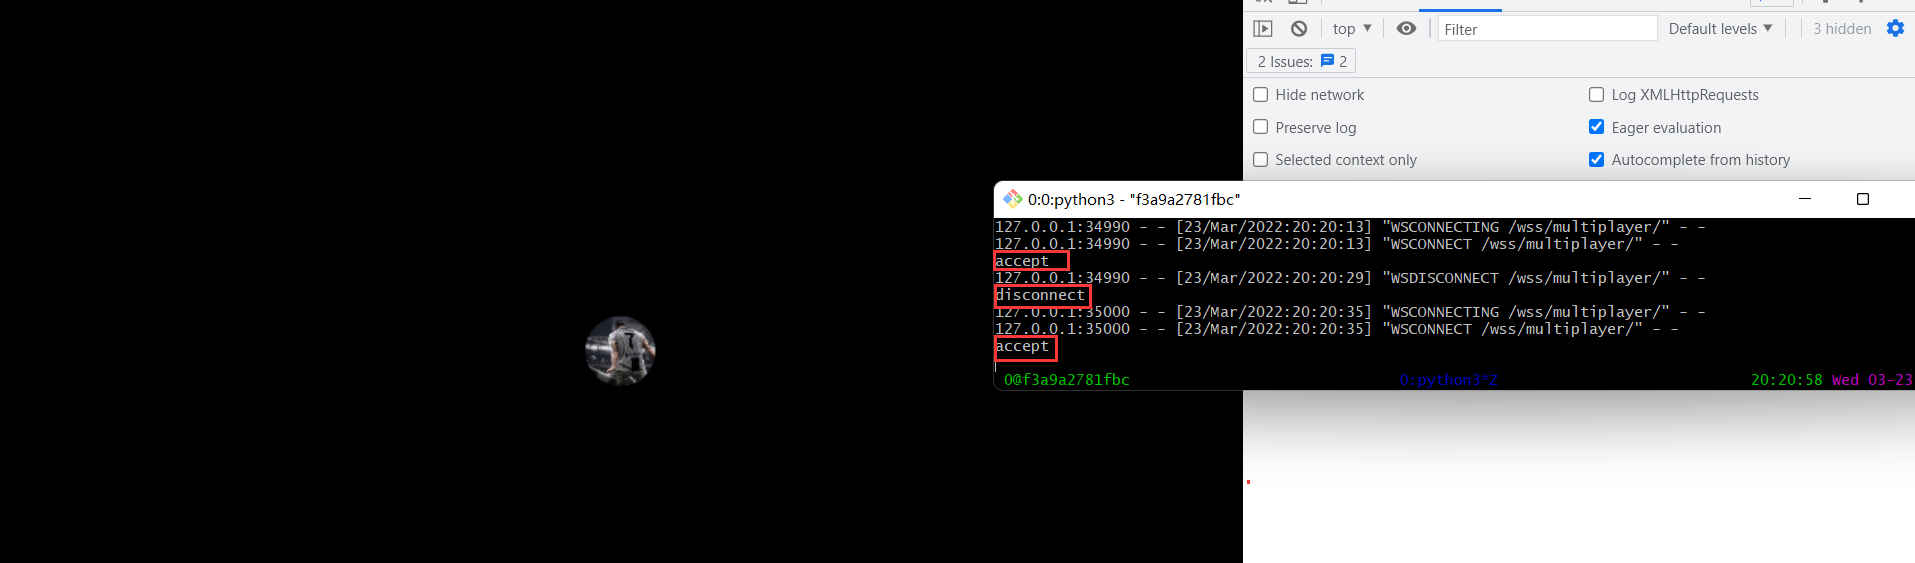 top
Filter
Default levels
3 hidden
2 Issues: 2
Hide network
Log XMLHttpRequests
Preserve log
Eager evaluation
Selected context only
Autocomplete from history
0:0:python3 - "f3a9a2781fbc"
127.0.0.1:34990 - - [23/Mar/2022:20:20:13] "WSCONNECTING /wss/multiplayer/" - -
127.0.0.1:34990 - - [23/Mar/2022:20:20:13] "WSCONNECT /wss/multiplayer/" - -
accept
127.0.0.1:34990 - - [23/Mar/2022:20:20:29] "WSDISCONNECT /wss/multiplayer/" - -
disconnect
127.0.0.1:35000 - - [23/Mar/2022:20:20:35] "WSCONNECTING /wss/multiplayer/" - -
127.0.0.1:35000 - - [23/Mar/2022:20:20:35] "WSCONNECT /wss/multiplayer/" - -
accept
0@f3a9a2781fbc 0:python3*Z 20:20:58 Wed 03-23
7